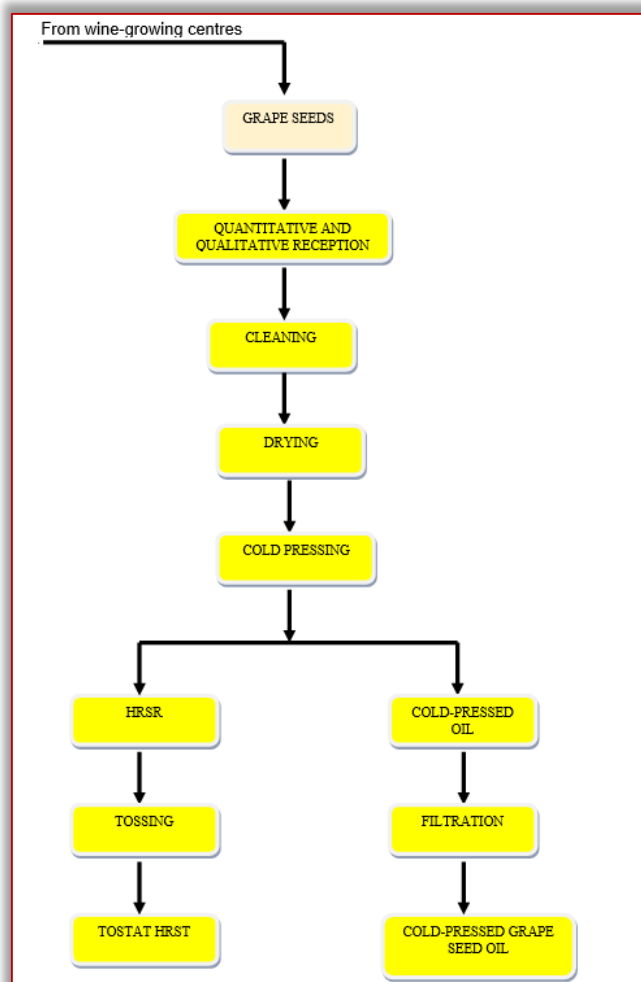 From wine-growing centres
GRAPE SEEDS
QUANTITATIVE AND
QUALITATIVE RECEPTION
CLEANING
DRYING
COLD PRESSING
HRSR
COLD-PRESSED
OIL
TOSSING
FILTRATION
TOSTAT HRST
COLD-PRESSED GRAPE
SEED OIL